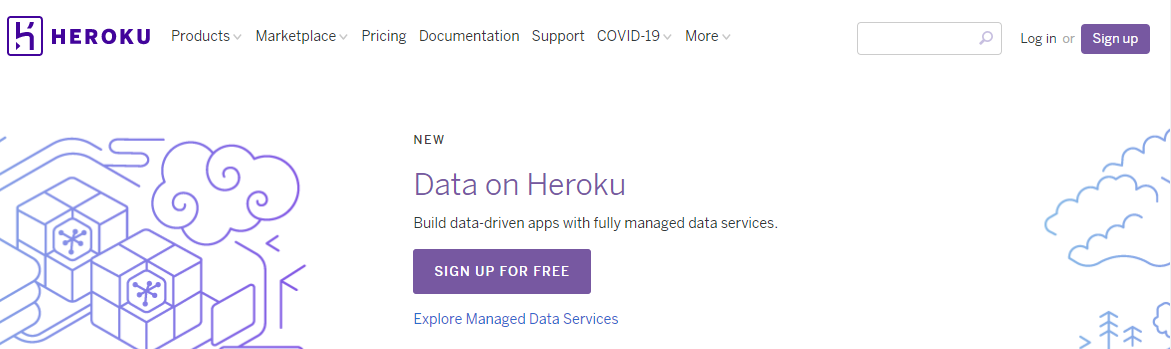 HEROKU Products Marketplace Pricing Documentation Support COVID-19 More Log in or Sign up
NEW
Data on Heroku
Build data-driven apps with fully managed data services.
SIGN UP FOR FREE
Explore Managed Data Services